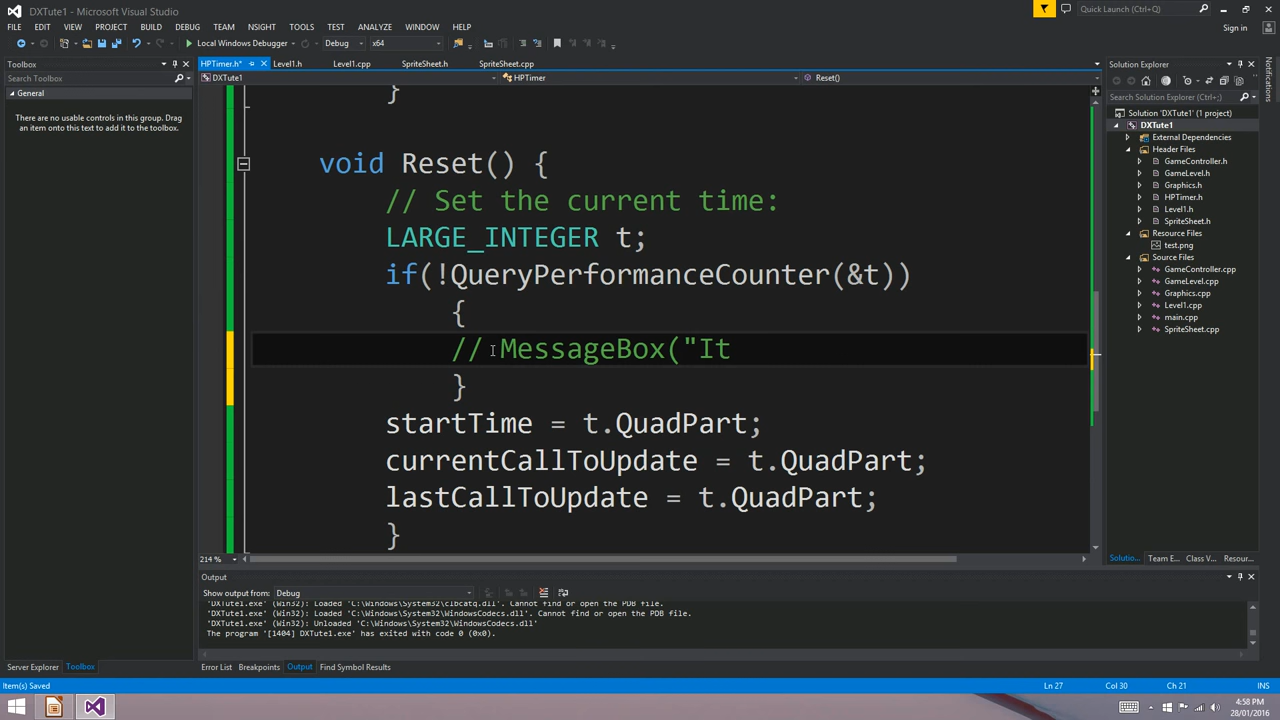 DXTute1 - Microsoft Visual Studio
Quick Launch (Ctrl+Q)
FILE EDIT VIEW PROJECT BUILD DEBUG TEAM NSIGHT TOOLS TEST ANALYZE WINDOW HELP
Sign in
Local Windows Debugger Debug x64
Toolbox
Search Toolbox
General
There are no usable controls in this group. Drag
an item onto this text to add it to the toolbox.
HPTimer.h* Level1.h Level1.cpp SpriteSheet.h SpriteSheet.cpp
DXTute1 HPTimer Reset()
}
void Reset() {
// Set the current time:
LARGE_INTEGER t;
if(!QueryPerformanceCounter(&t))
{
// MessageBox("It
}
startTime = t.QuadPart;
currentCallToUpdate = t.QuadPart;
lastCallToUpdate = t.QuadPart;
}
214 %
Solution Explorer
Search Solution Explorer (Ctrl+;)
Solution 'DXTute1' (1 project)
DXTute1
External Dependencies
Header Files
GameController.h
GameLevel.h
Graphics.h
HPTimer.h
Level1.h
SpriteSheet.h
Resource Files
test.png
Source Files
GameController.cpp
GameLevel.cpp
Graphics.cpp
Level1.cpp
main.cpp
SpriteSheet.cpp
Solutio... Team E... Class V... Resour...
Notifications
Output
Show output from: Debug
'DXTute1.exe' (Win32): Loaded 'C:\Windows\System32\clbcatq.dll'. Cannot find or open the PDB file.
'DXTute1.exe' (Win32): Loaded 'C:\Windows\System32\WindowsCodecs.dll'. Cannot find or open the PDB file.
'DXTute1.exe' (Win32): Unloaded 'C:\Windows\System32\WindowsCodecs.dll'
The program '[1404] DXTute1.exe' has exited with code 0 (0x0).
Server Explorer Toolbox Error List Breakpoints Output Find Symbol Results
Item(s) Saved Ln 27 Col 30 Ch 21 INS
4:58 PM
28/01/2016